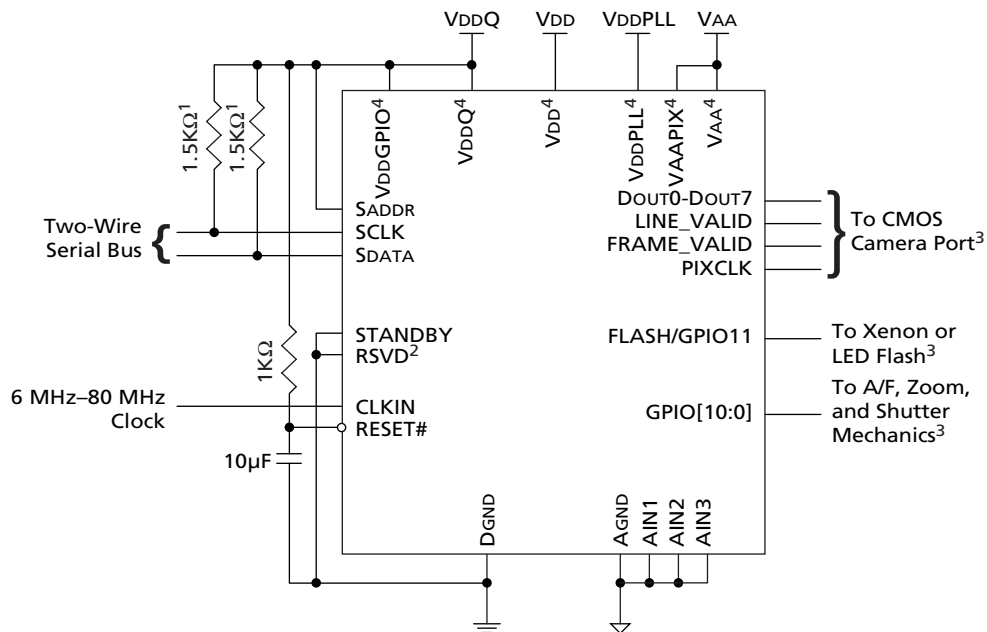 VDDQ
VDD
VDDPLL
VAA
1.5KΩ¹
1.5KΩ¹
VDDGPIO⁴
VDDQ⁴
VDD⁴
VDDPLL⁴
VAAPIX⁴
VAA⁴
Two-Wire
Serial Bus
SADDR
SCLK
SDATA
DOUT0-DOUT7
LINE_VALID
FRAME_VALID
PIXCLK
To CMOS
Camera Port³
1KΩ
STANDBY
RSVD²
FLASH/GPIO11
To Xenon or
LED Flash³
6 MHz–80 MHz
Clock
CLKIN
RESET#
GPIO[10:0]
To A/F, Zoom,
and Shutter
Mechanics³
10µF
DGND
AGND
AIN1
AIN2
AIN3